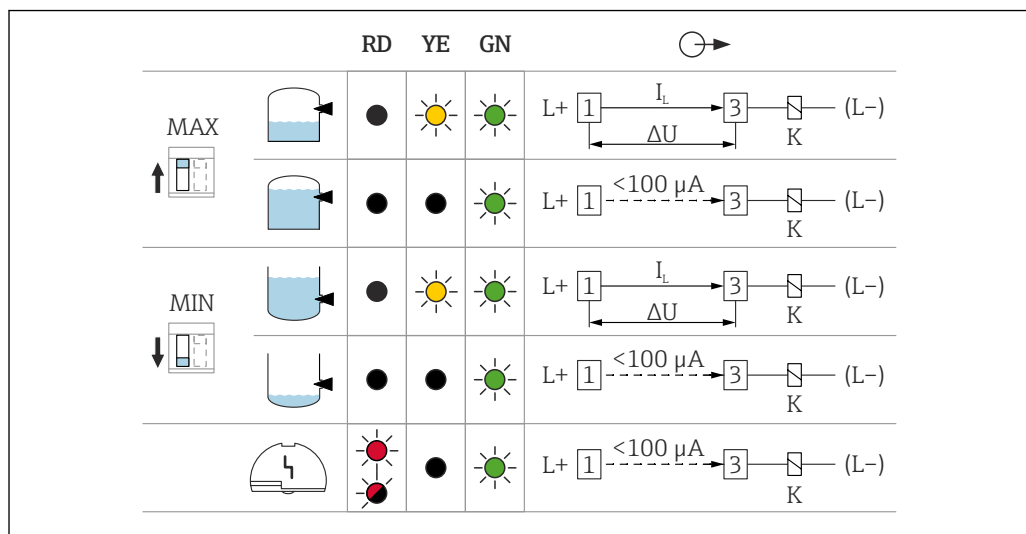 RD YE GN
MAX
L+ 1 I_L 3 (L−)
ΔU K
L+ 1 <100 µA 3 (L−)
K
MIN
L+ 1 I_L 3 (L−)
ΔU K
L+ 1 <100 µA 3 (L−)
K
L+ 1 <100 µA 3 (L−)
K